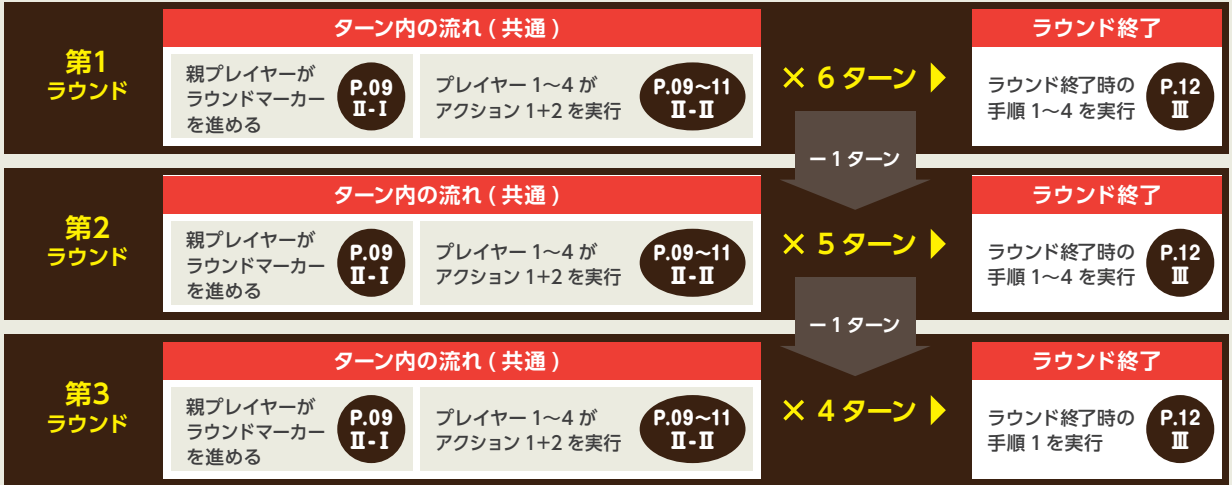 第1
ラウンド
ターン内の流れ ( 共通 )
親プレイヤーが
ラウンドマーカー
を進める
P.09
Ⅱ-Ⅰ
プレイヤー 1〜4 が
アクション 1+2 を実行
P.09〜11
Ⅱ-Ⅱ
× 6 ターン ▶
ラウンド終了
ラウンド終了時の
手順 1〜4 を実行
P.12
Ⅲ
− 1 ターン
第2
ラウンド
ターン内の流れ ( 共通 )
親プレイヤーが
ラウンドマーカー
を進める
P.09
Ⅱ-Ⅰ
プレイヤー 1〜4 が
アクション 1+2 を実行
P.09〜11
Ⅱ-Ⅱ
× 5 ターン ▶
ラウンド終了
ラウンド終了時の
手順 1〜4 を実行
P.12
Ⅲ
− 1 ターン
第3
ラウンド
ターン内の流れ ( 共通 )
親プレイヤーが
ラウンドマーカー
を進める
P.09
Ⅱ-Ⅰ
プレイヤー 1〜4 が
アクション 1+2 を実行
P.09〜11
Ⅱ-Ⅱ
× 4 ターン ▶
ラウンド終了
ラウンド終了時の
手順 1 を実行
P.12
Ⅲ